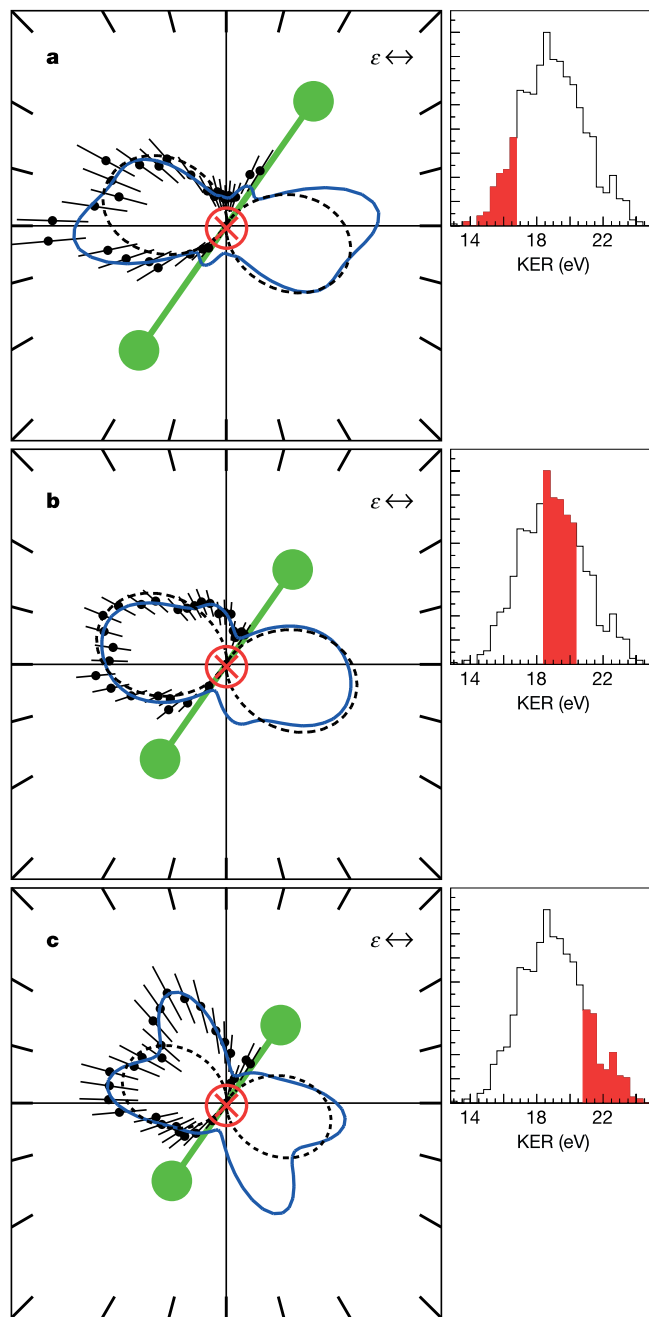 a ε ↔
14 18 22
KER (eV)
b ε ↔
14 18 22
KER (eV)
c ε ↔
14 18 22
KER (eV)